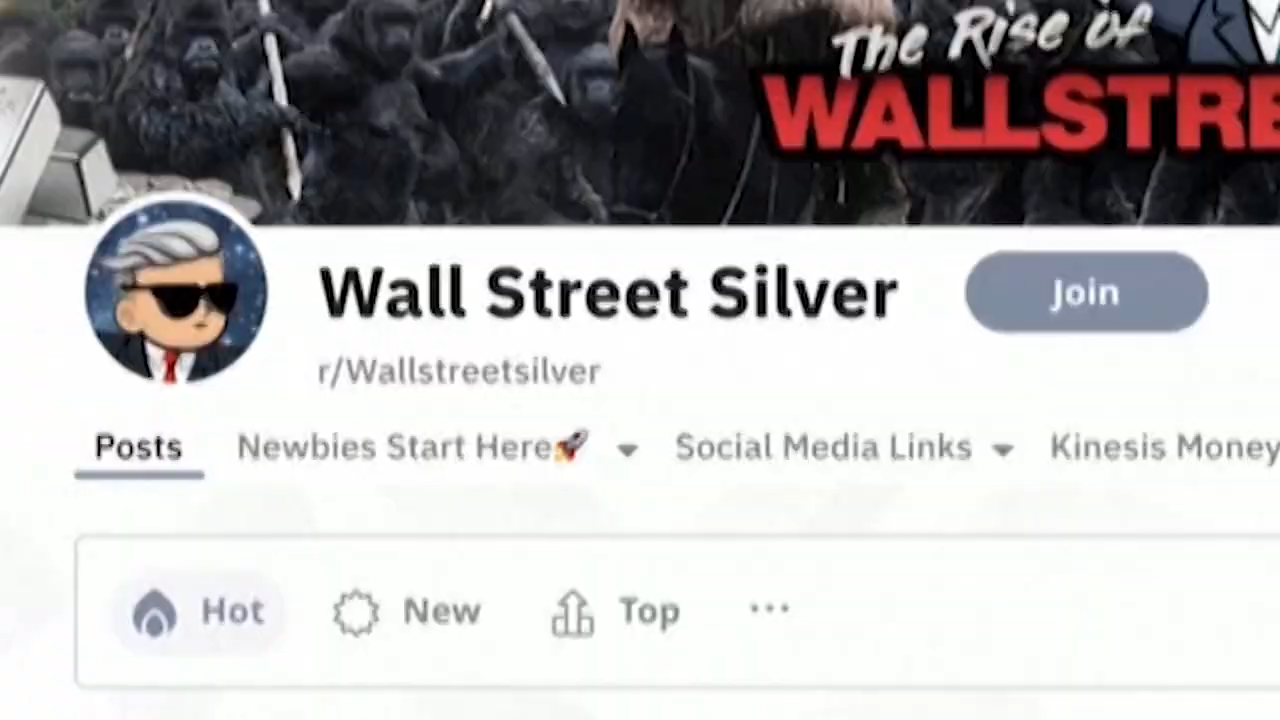 The Rise of
WALLSTRE
Wall Street Silver
Join
r/Wallstreetsilver
Posts
Newbies Start Here🚀
Social Media Links
Kinesis Money
Hot
New
Top
···